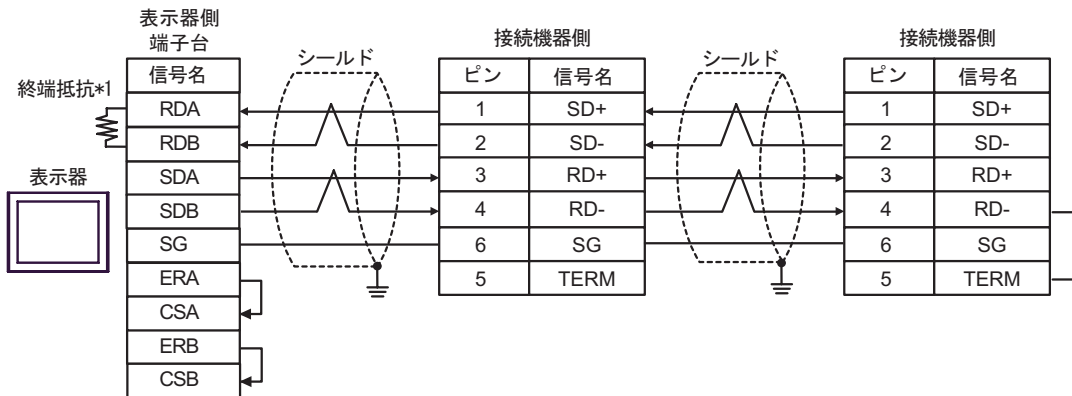 表示器側
端子台
信号名
終端抵抗*1
RDA
RDB
SDA
SDB
SG
ERA
CSA
ERB
CSB
表示器
シールド
接続機器側
ピン 信号名
1 SD+
2 SD-
3 RD+
4 RD-
6 SG
5 TERM
シールド
接続機器側
ピン 信号名
1 SD+
2 SD-
3 RD+
4 RD-
6 SG
5 TERM